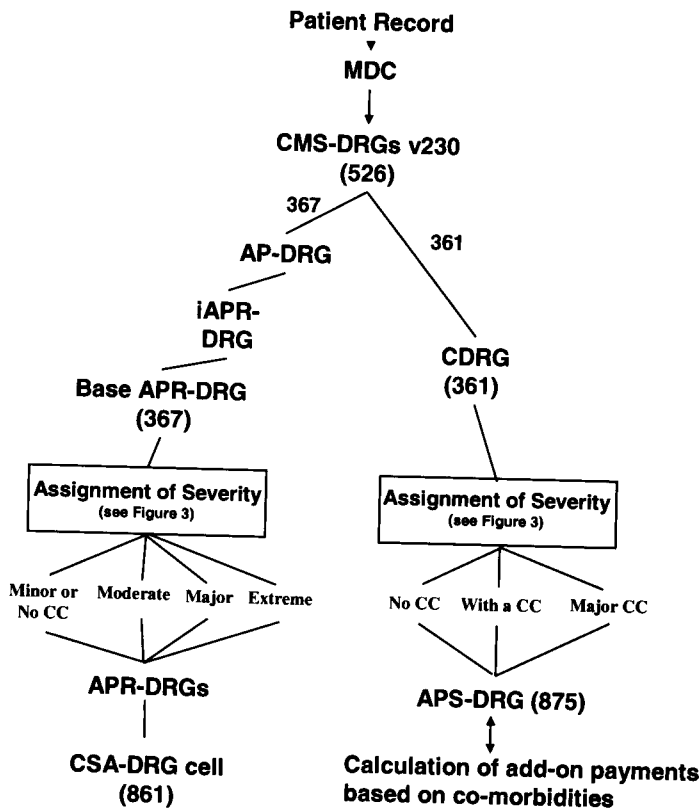 Patient Record
MDC
CMS-DRGs v230
(526)
367
361
AP-DRG
iAPR-
DRG
CDRG
(361)
Base APR-DRG
(367)
Assignment of Severity
(see Figure 3)
Assignment of Severity
(see Figure 3)
Minor or
No CC
Moderate
Major
Extreme
No CC
With a CC
Major CC
APR-DRGs
APS-DRG (875)
CSA-DRG cell
(861)
Calculation of add-on payments
based on co-morbidities